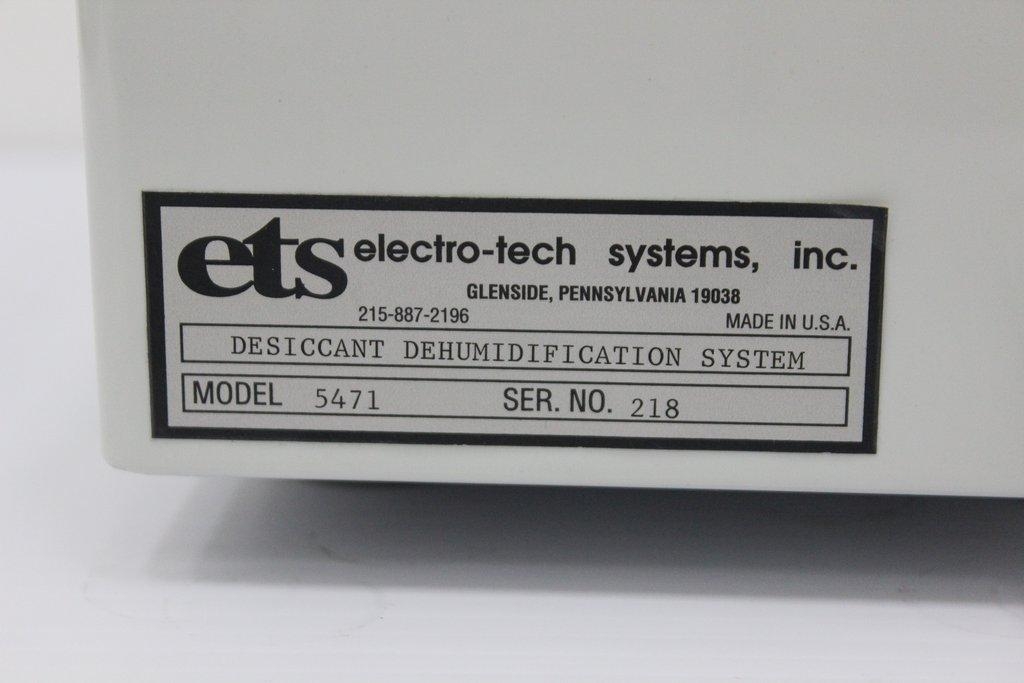 ets electro-tech systems, inc.
GLENSIDE, PENNSYLVANIA 19038
215-887-2196 MADE IN U.S.A.
DESICCANT DEHUMIDIFICATION SYSTEM
MODEL 5471 SER. NO. 218